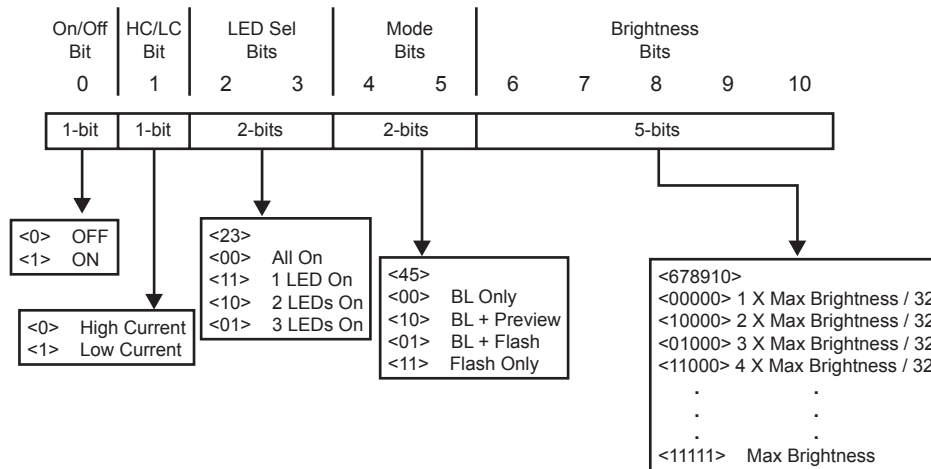 On/Off Bit
HC/LC Bit
LED Sel Bits
Mode Bits
Brightness Bits
0 1 2 3 4 5 6 7 8 9 10
1-bit 1-bit 2-bits 2-bits 5-bits
<0> OFF
<1> ON
<0> High Current
<1> Low Current
<23>
<00> All On
<11> 1 LED On
<10> 2 LEDs On
<01> 3 LEDs On
<45>
<00> BL Only
<10> BL + Preview
<01> BL + Flash
<11> Flash Only
<678910>
<00000> 1 X Max Brightness / 32
<10000> 2 X Max Brightness / 32
<01000> 3 X Max Brightness / 32
<11000> 4 X Max Brightness / 32
. .
. .
. .
<11111> Max Brightness